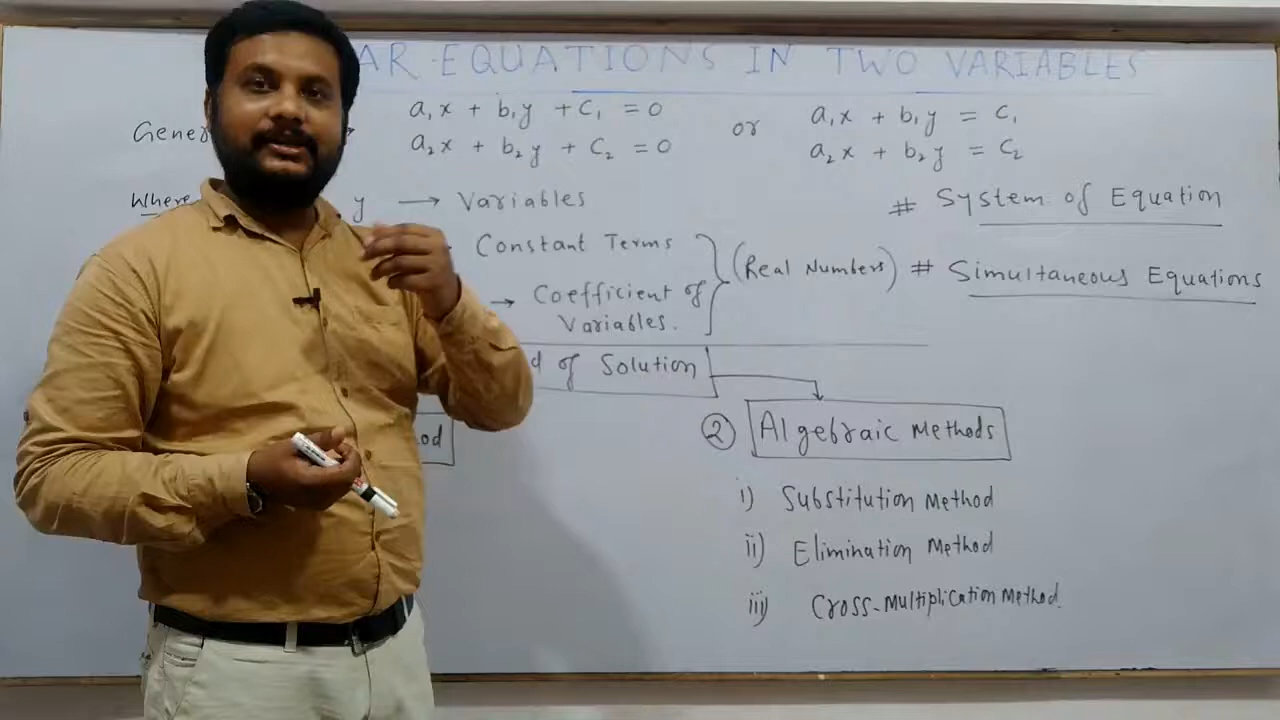 AR EQUATIONS IN TWO VARIABLES
Gener
a₁x + b₁y + C₁ = 0
a₂x + b₂y + C₂ = 0
or
a₁x + b₁y = C₁
a₂x + b₂y = C₂
Where y → Variables
# System of Equation
Constant Terms
(Real Numbers)
# Simultaneous Equations
→ Coefficient of
Variables.
d of Solution
od
② Algebraic Methods
i) Substitution Method
ii) Elimination Method
iii) Cross-Multiplication Method.